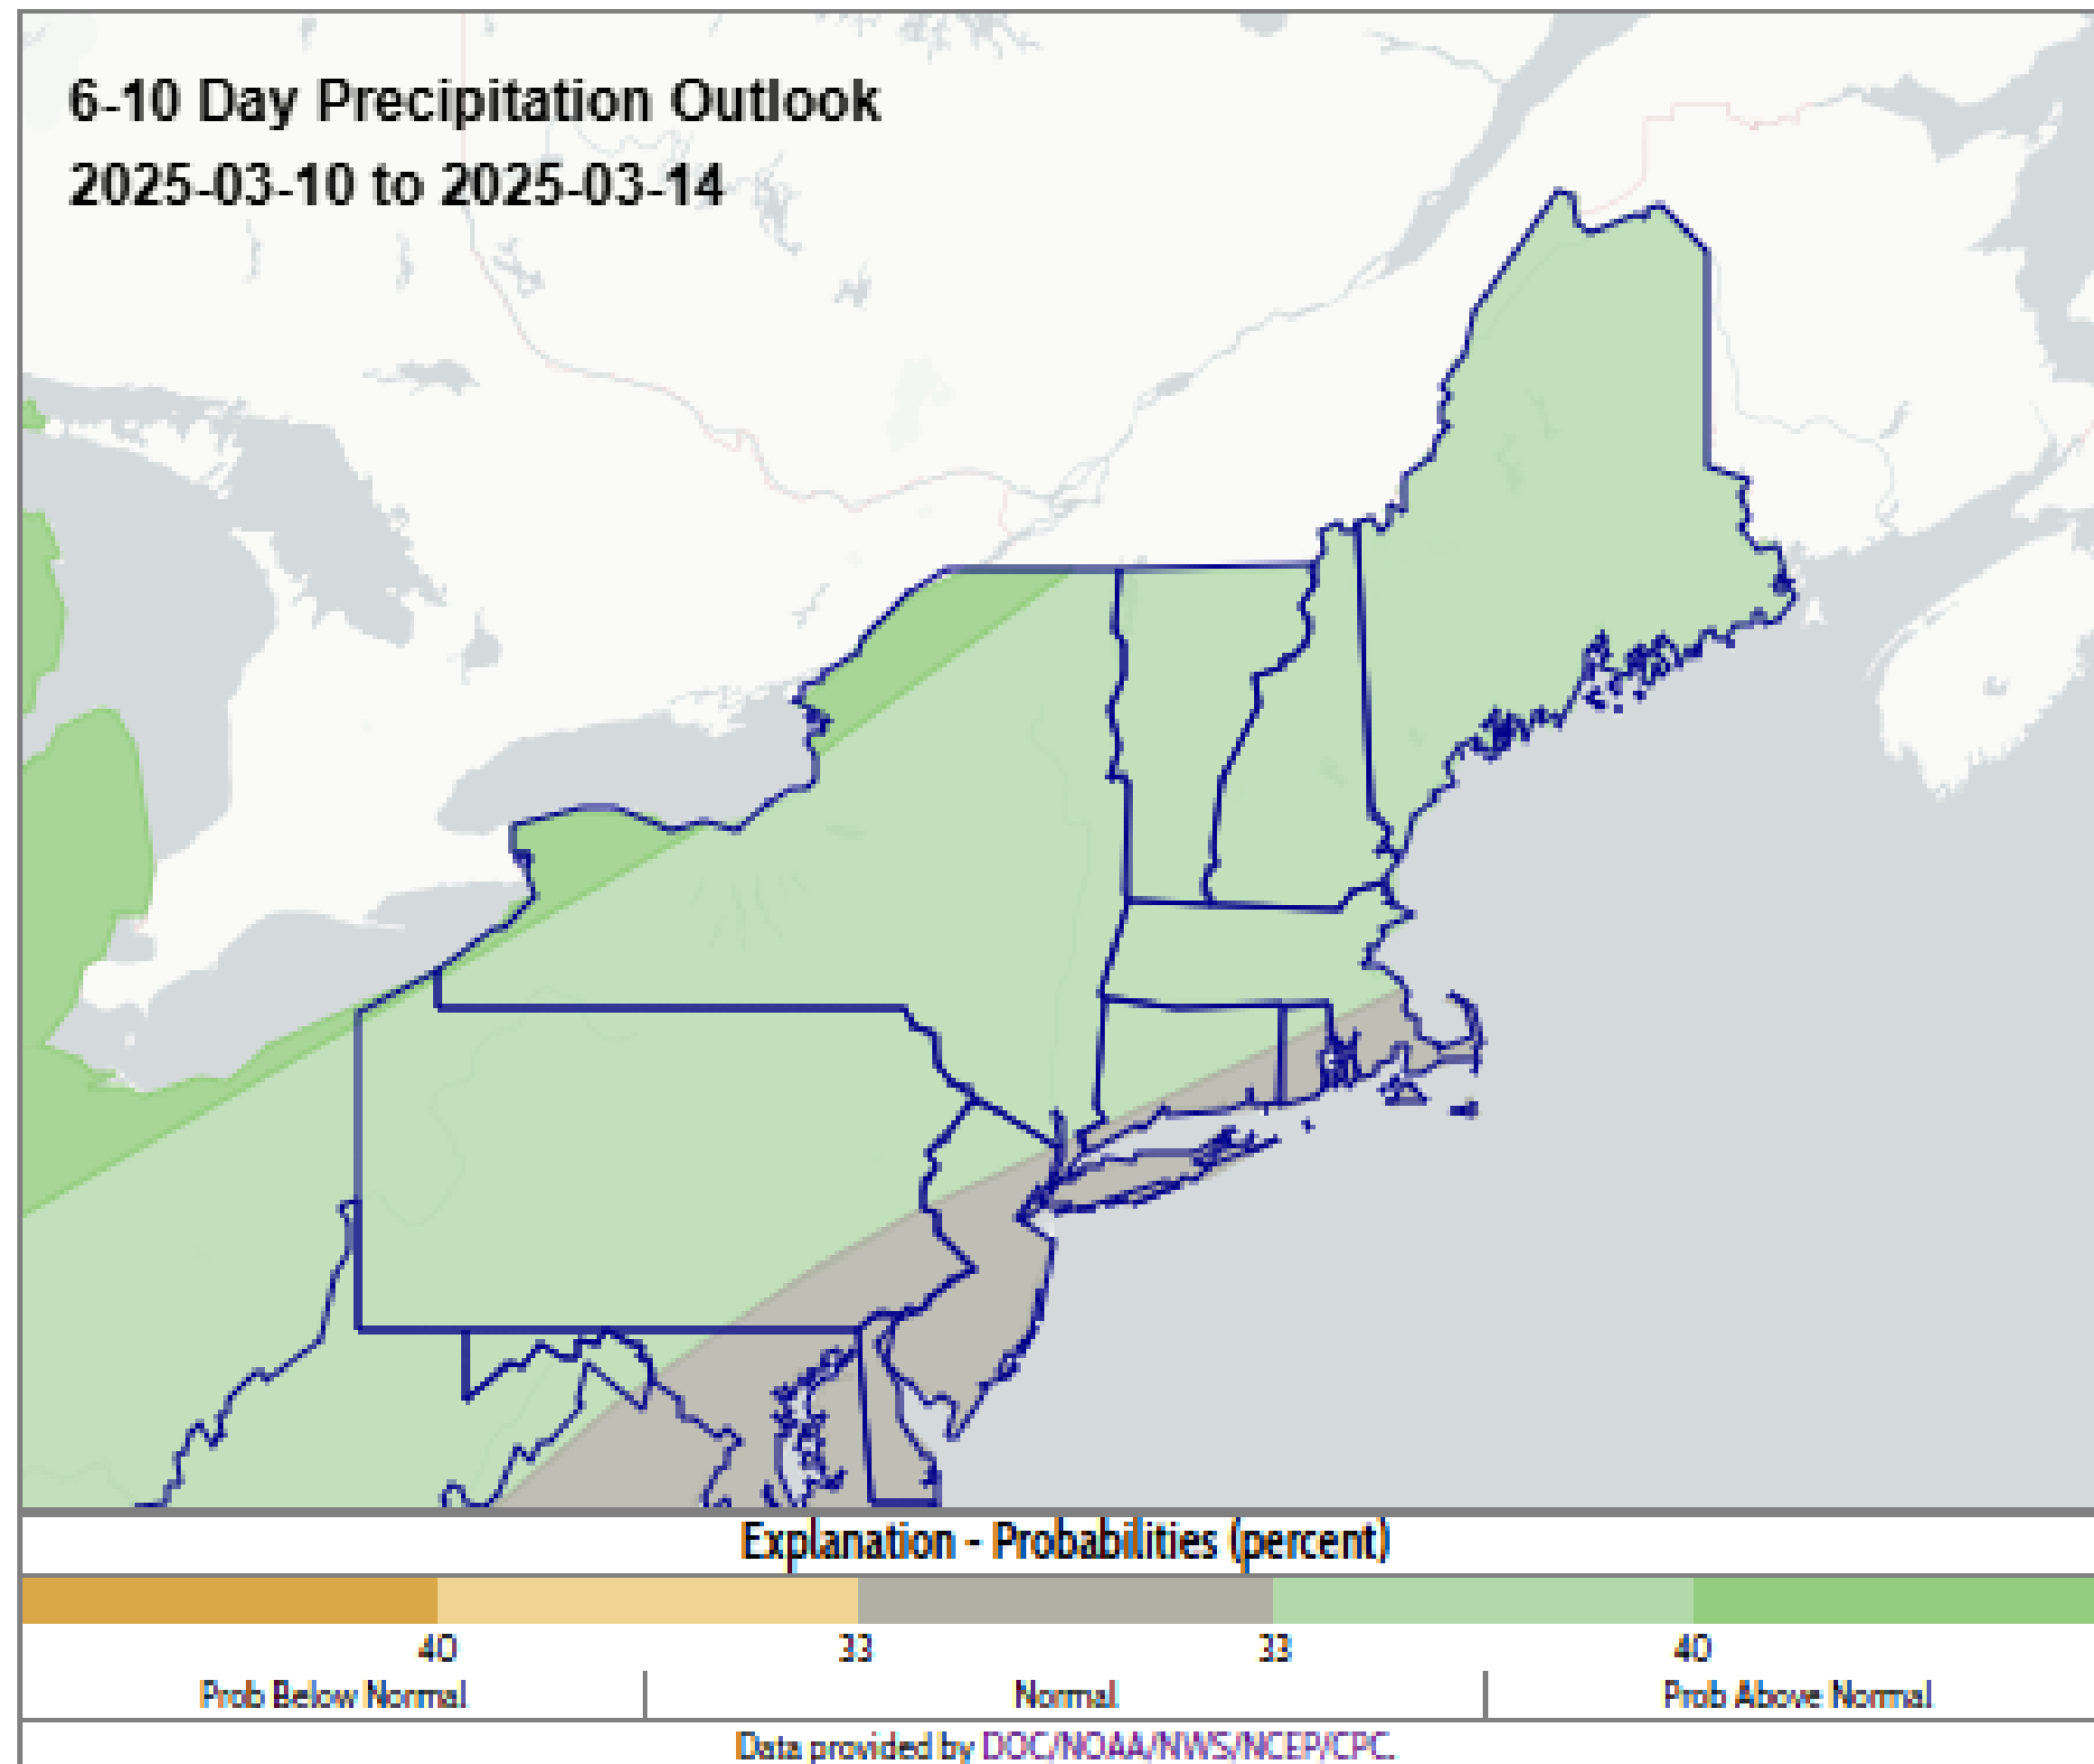 6-10 Day Precipitation Outlook
2025-03-10 to 2025-03-14
Explanation - Probabilities (percent)
40 33 33 40
Prob Below Normal Normal Prob Above Normal
Data provided by DOC/NOAA/NWS/NCEP/CPC.